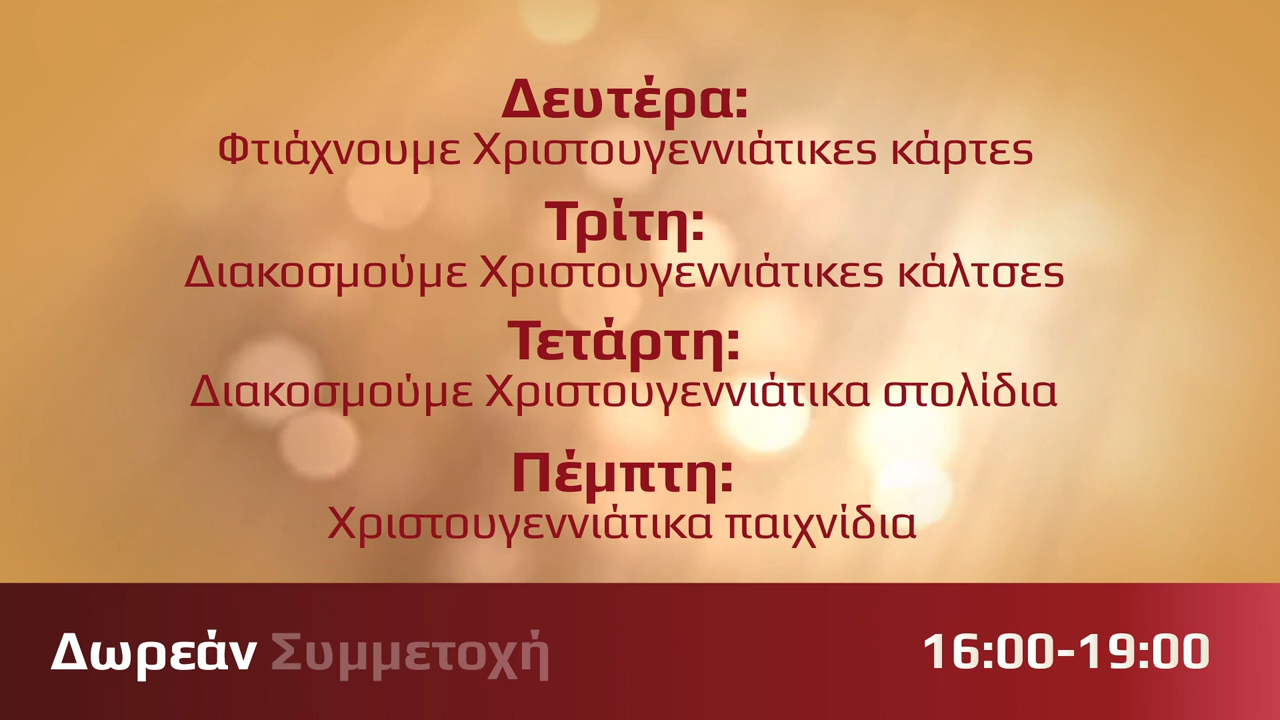 Δευτέρα:
Φτιάχνουμε Χριστουγεννιάτικες κάρτες
Τρίτη:
Διακοσμούμε Χριστουγεννιάτικες κάλτσες
Τετάρτη:
Διακοσμούμε Χριστουγεννιάτικα στολίδια
Πέμπτη:
Χριστουγεννιάτικα παιχνίδια
Δωρεάν Συμμετοχή
16:00-19:00